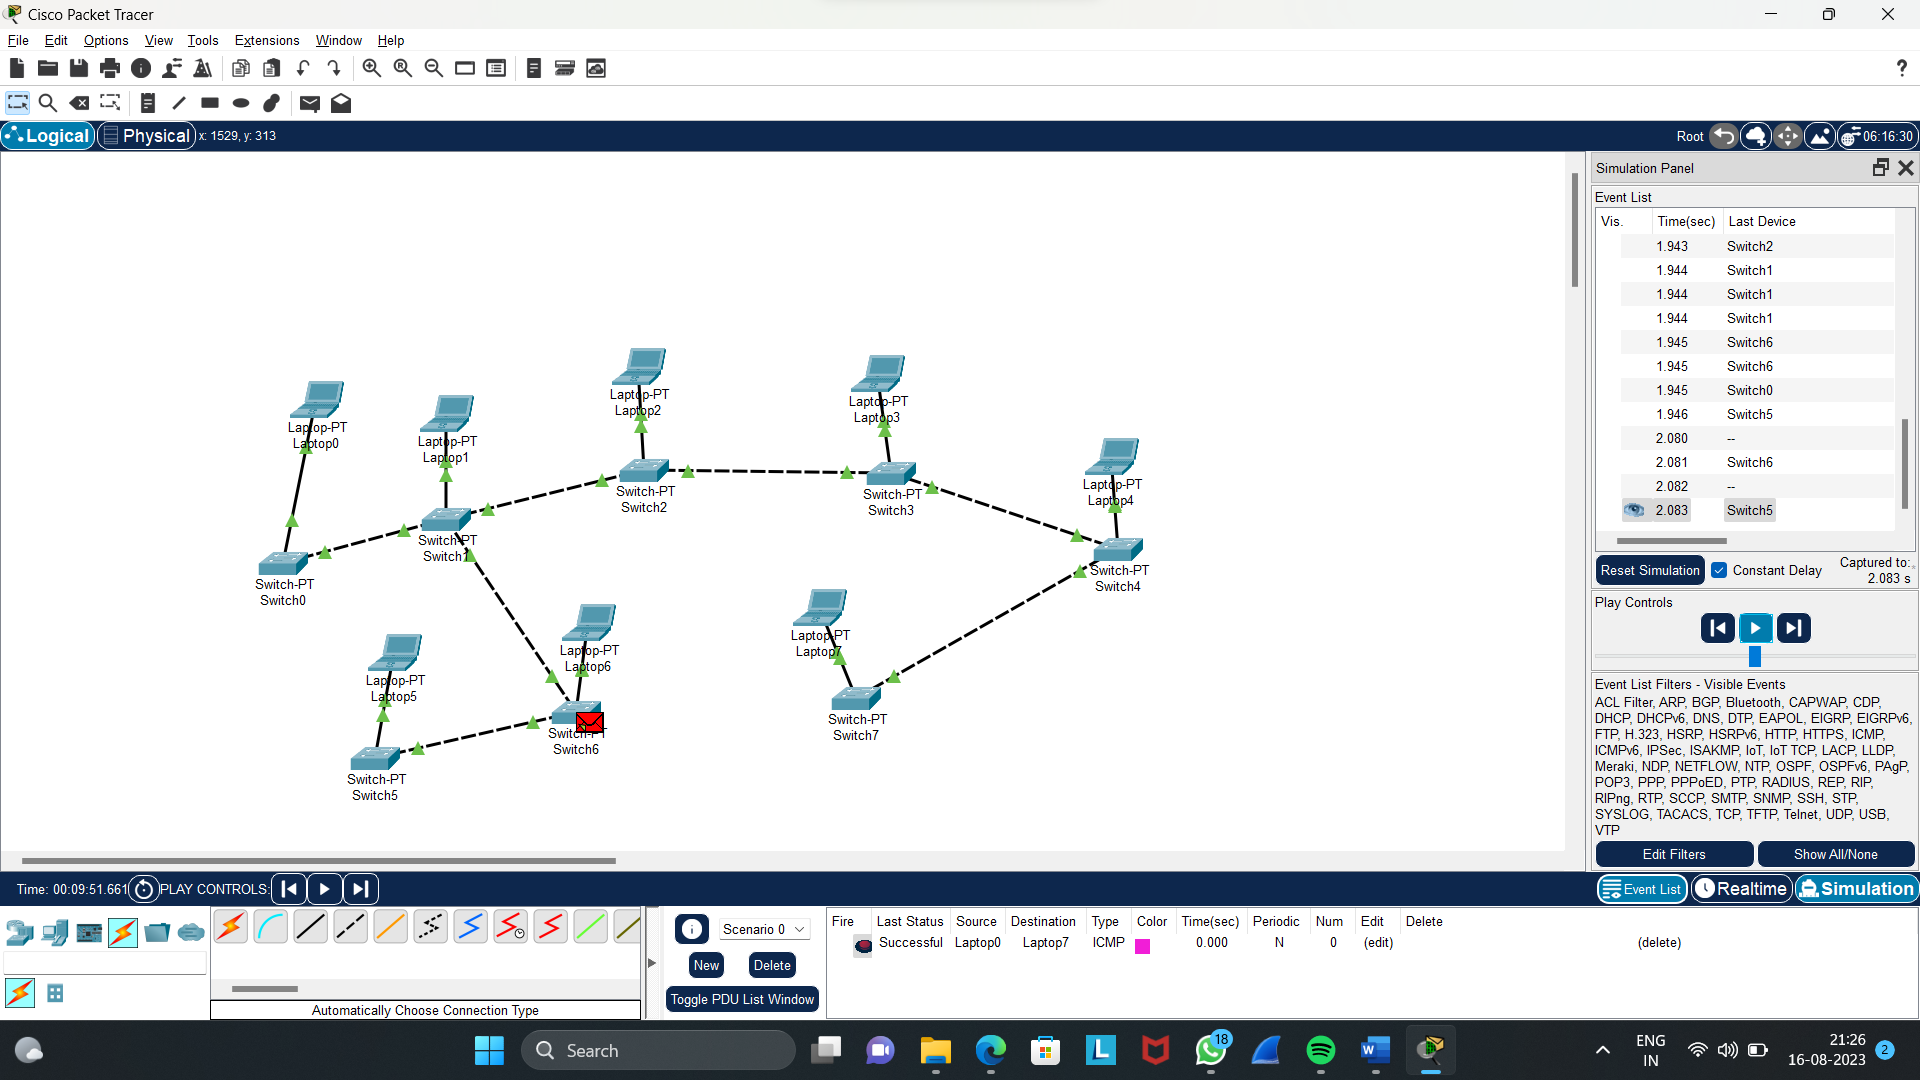 Cisco Packet Tracer
File Edit Options View Tools Extensions Window Help
?
Logical Physical x: 1529, y: 313 Root 06:16:30
Simulation Panel
Event List
Vis. Time(sec) Last Device
1.943 Switch2
1.944 Switch1
1.944 Switch1
1.944 Switch1
1.945 Switch6
1.945 Switch6
1.945 Switch0
1.946 Switch5
2.080 --
2.081 Switch6
2.082 --
2.083 Switch5
Reset Simulation Constant Delay Captured to:
2.083 s
Play Controls
Event List Filters - Visible Events
ACL Filter, ARP, BGP, Bluetooth, CAPWAP, CDP,
DHCP, DHCPv6, DNS, DTP, EAPOL, EIGRP, EIGRPv6,
FTP, H.323, HSRP, HSRPv6, HTTP, HTTPS, ICMP,
ICMPv6, IPSec, ISAKMP, IoT, IoT TCP, LACP, LLDP,
Meraki, NDP, NETFLOW, NTP, OSPF, OSPFv6, PAgP,
POP3, PPP, PPPoED, PTP, RADIUS, REP, RIP,
RIPng, RTP, SCCP, SMTP, SNMP, SSH, STP,
SYSLOG, TACACS, TCP, TFTP, Telnet, UDP, USB,
VTP
Edit Filters Show All/None
Event List Realtime Simulation
Laptop-PT
Laptop0
Laptop-PT
Laptop1
Laptop-PT
Laptop2
Laptop-PT
Laptop3
Laptop-PT
Laptop4
Switch-PT
Switch0
Switch-PT
Switch1
Switch-PT
Switch2
Switch-PT
Switch3
Switch-PT
Switch4
Laptop-PT
Laptop5
Laptop-PT
Laptop6
Laptop-PT
Laptop7
Switch-PT
Switch5
Switch-PT
Switch6
Switch-PT
Switch7
Time: 00:09:51.661 PLAY CONTROLS:
Automatically Choose Connection Type
Scenario 0
New Delete
Toggle PDU List Window
Fire Last Status Source Destination Type Color Time(sec) Periodic Num Edit Delete
Successful Laptop0 Laptop7 ICMP 0.000 N 0 (edit) (delete)
Search
L
18
W
ENG
IN
21:26
16-08-2023
2